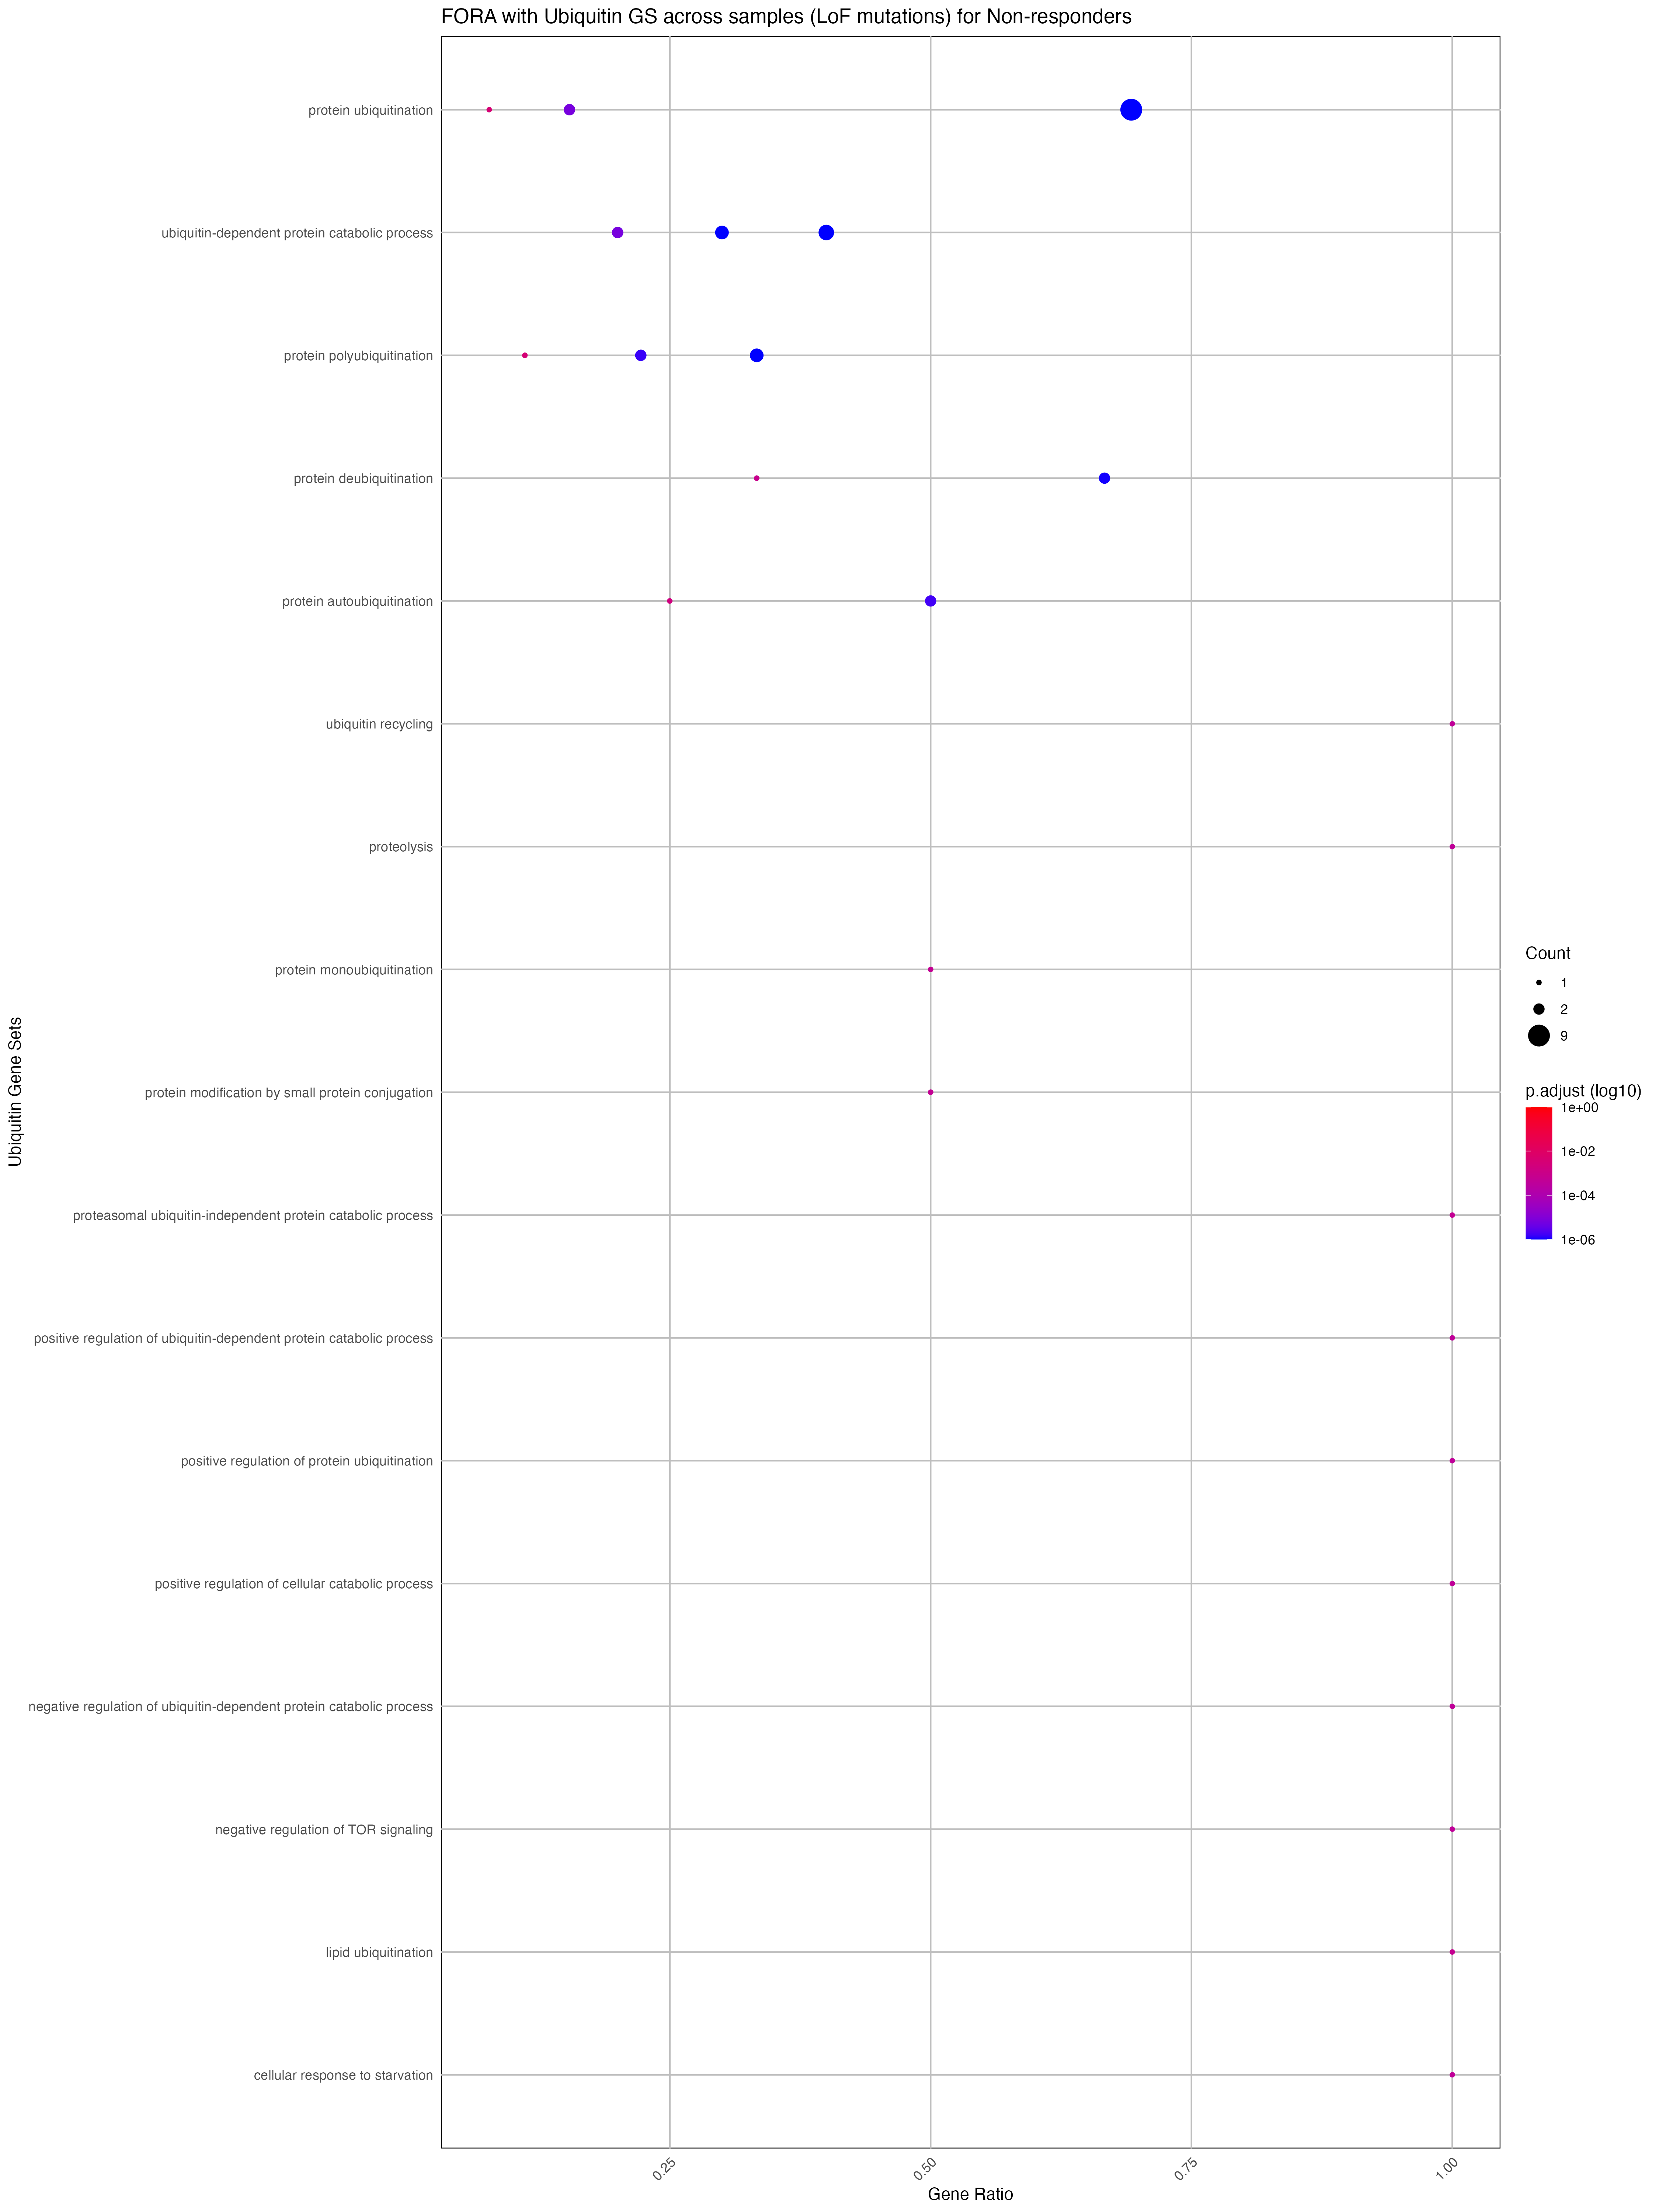 FORA with Ubiquitin GS across samples (LoF mutations) for Non-responders
protein ubiquitination
ubiquitin-dependent protein catabolic process
protein polyubiquitination
protein deubiquitination
protein autoubiquitination
ubiquitin recycling
proteolysis
protein monoubiquitination
protein modification by small protein conjugation
proteasomal ubiquitin-independent protein catabolic process
positive regulation of ubiquitin-dependent protein catabolic process
positive regulation of protein ubiquitination
positive regulation of cellular catabolic process
negative regulation of ubiquitin-dependent protein catabolic process
negative regulation of TOR signaling
lipid ubiquitination
cellular response to starvation
Ubiquitin Gene Sets
0.25
0.50
0.75
1.00
Gene Ratio
Count
1
2
9
p.adjust (log10)
1e+00
1e-02
1e-04
1e-06